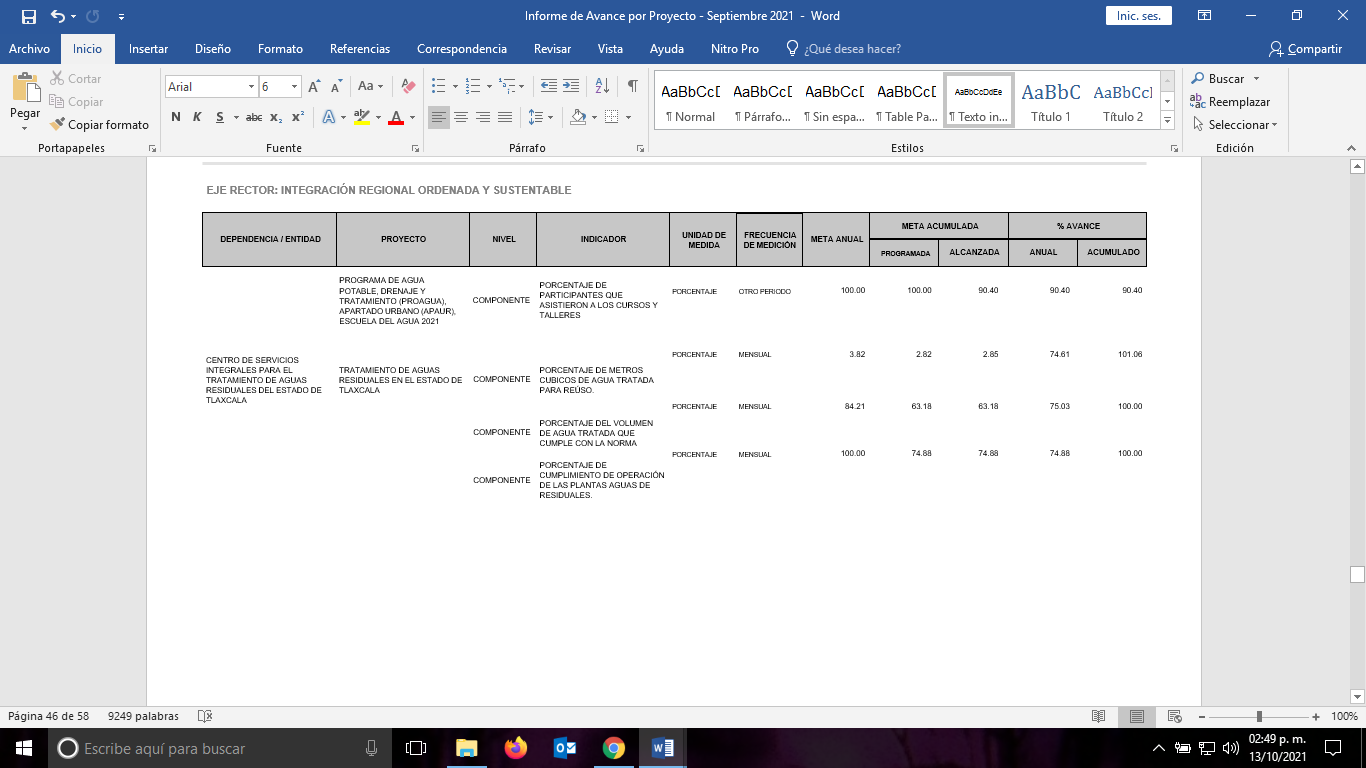 Informe de Avance por Proyecto - Septiembre 2021 - Word
Inic. ses.
Archivo Inicio Insertar Diseño Formato Referencias Correspondencia Revisar Vista Ayuda Nitro Pro ¿Qué desea hacer? Compartir
Pegar
Cortar
Copiar
Copiar formato
Portapapeles
Arial 6
Aa
N K S abc x₂ x²
Fuente
Párrafo
AaBbCcD AaBbCcD AaBbCcD AaBbCcD AaBbCcDdEe AaBbC AaBbCcI
¶ Normal ¶ Párrafo... ¶ Sin espa... ¶ Table Pa... ¶ Texto in... Título 1 Título 2
Estilos
Buscar
Reemplazar
Seleccionar
Edición
EJE RECTOR: INTEGRACIÓN REGIONAL ORDENADA Y SUSTENTABLE
DEPENDENCIA / ENTIDAD
PROYECTO
NIVEL
INDICADOR
UNIDAD DE
MEDIDA
FRECUENCIA
DE MEDICIÓN
META ANUAL
META ACUMULADA
PROGRAMADA ALCANZADA
% AVANCE
ANUAL ACUMULADO
PROGRAMA DE AGUA
POTABLE, DRENAJE Y
TRATAMIENTO (PROAGUA),
APARTADO URBANO (APAUR),
ESCUELA DEL AGUA 2021
COMPONENTE
PORCENTAJE DE
PARTICIPANTES QUE
ASISTIERON A LOS CURSOS Y
TALLERES
PORCENTAJE OTRO PERIODO 100.00 100.00 90.40 90.40 90.40
CENTRO DE SERVICIOS
INTEGRALES PARA EL
TRATAMIENTO DE AGUAS
RESIDUALES DEL ESTADO DE
TLAXCALA
TRATAMIENTO DE AGUAS
RESIDUALES EN EL ESTADO DE
TLAXCALA
COMPONENTE
PORCENTAJE DE METROS
CUBICOS DE AGUA TRATADA
PARA REÚSO.
PORCENTAJE MENSUAL 3.82 2.82 2.85 74.61 101.06
COMPONENTE
PORCENTAJE DEL VOLUMEN
DE AGUA TRATADA QUE
CUMPLE CON LA NORMA
PORCENTAJE MENSUAL 84.21 63.18 63.18 75.03 100.00
COMPONENTE
PORCENTAJE DE
CUMPLIMIENTO DE OPERACIÓN
DE LAS PLANTAS AGUAS DE
RESIDUALES.
PORCENTAJE MENSUAL 100.00 74.88 74.88 74.88 100.00
Página 46 de 58 9249 palabras
100%
Escribe aquí para buscar
02:49 p. m.
13/10/2021